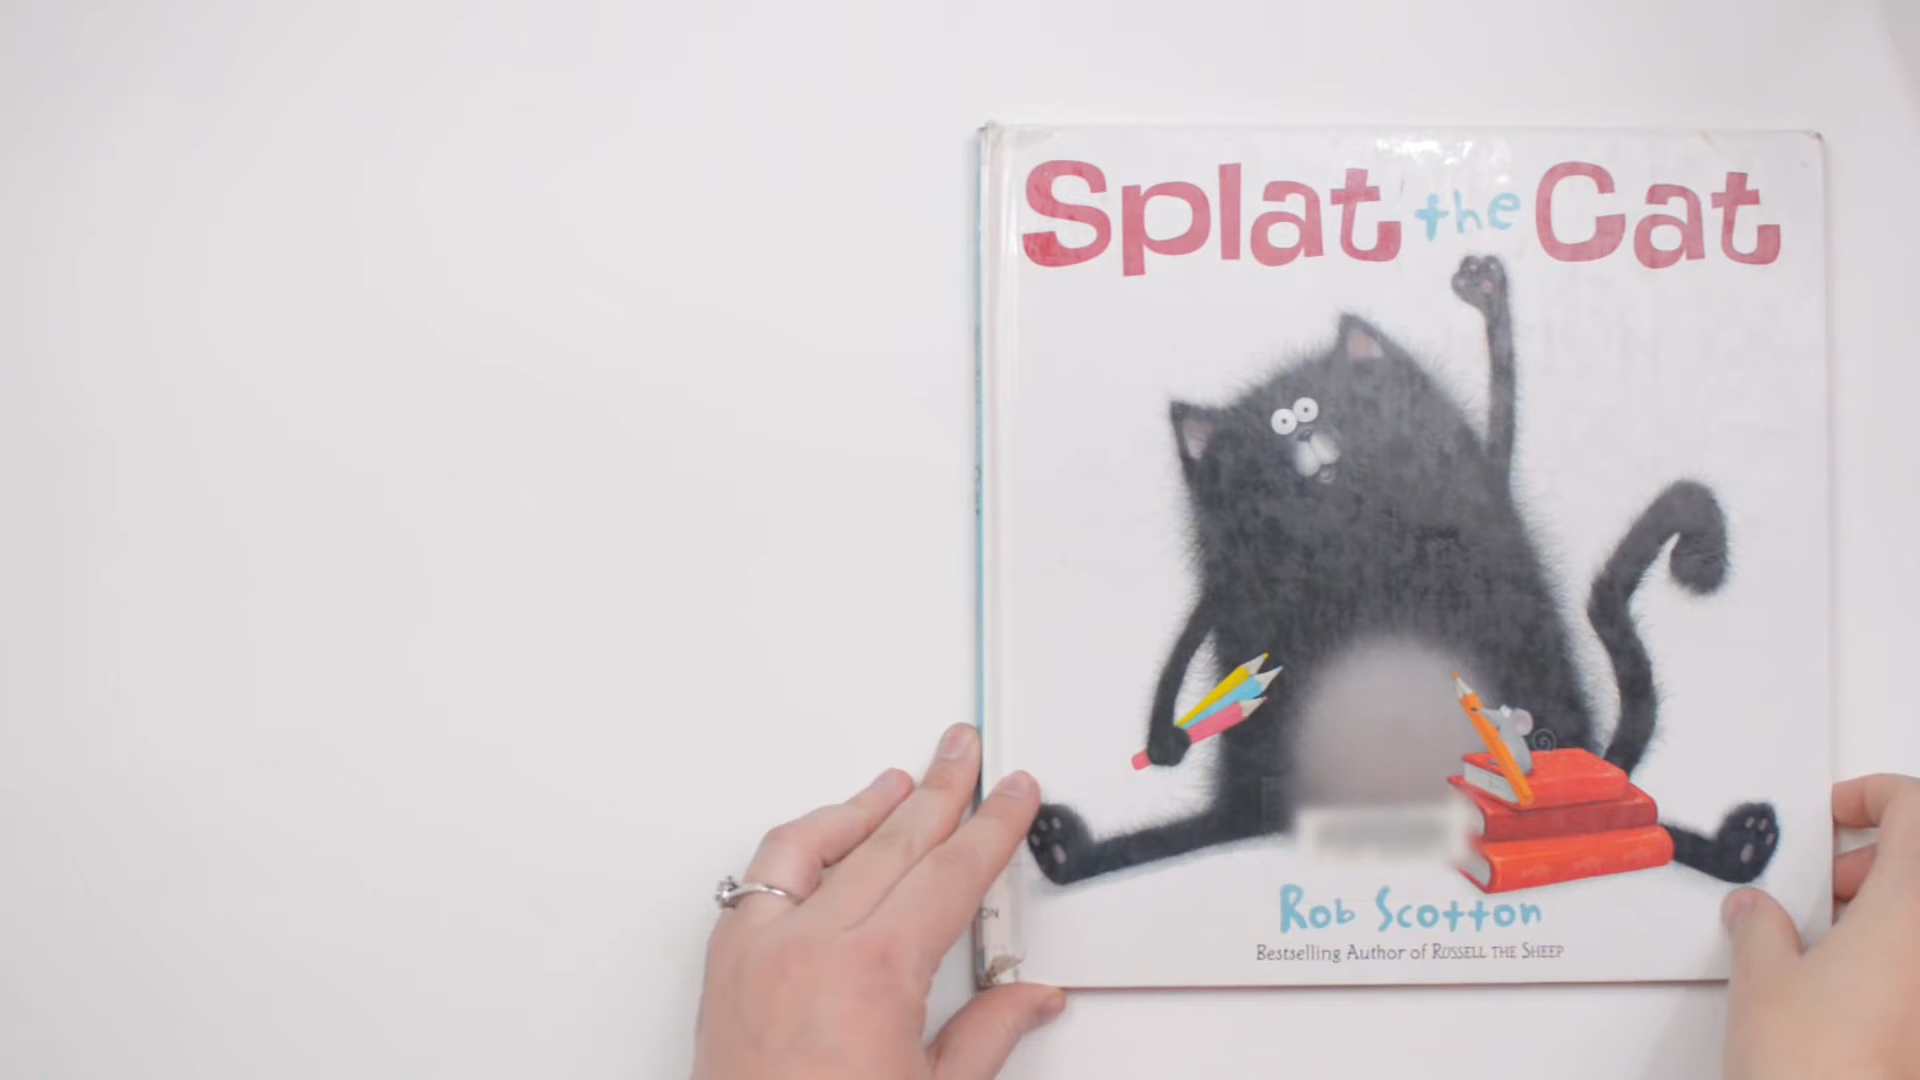 Splat the Cat
Rob Scotton
Bestselling Author of RUSSELL THE SHEEP